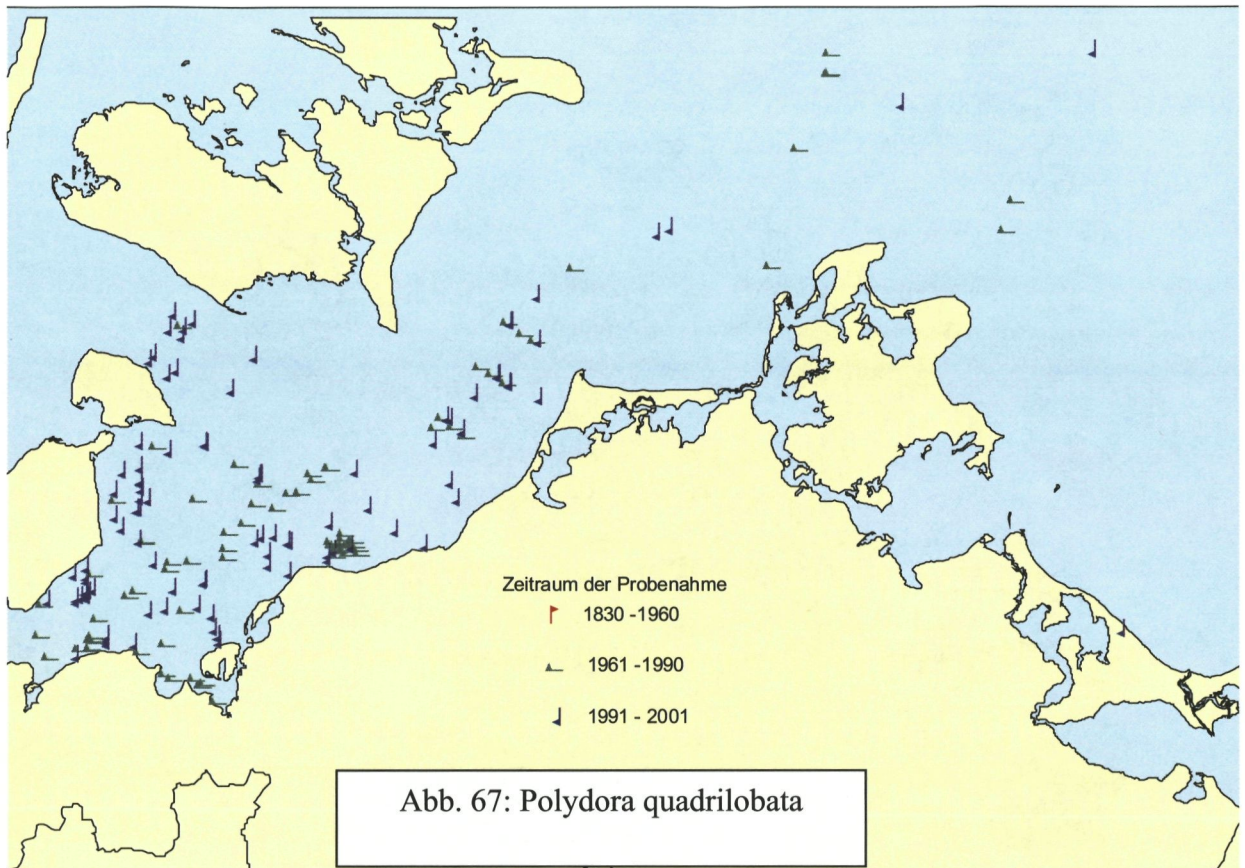 Zeitraum der Probenahme
1830 -1960
1961 -1990
1991 - 2001
Abb. 67: Polydora quadrilobata